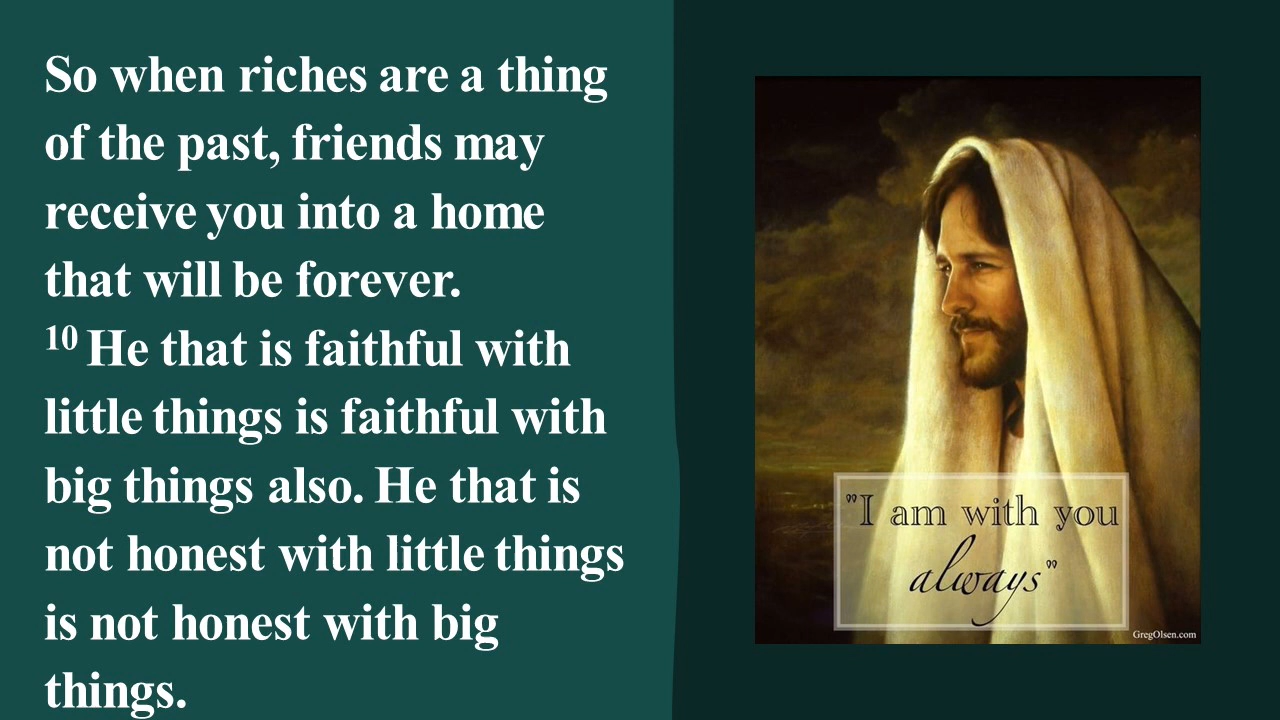 So when riches are a thing
of the past, friends may
receive you into a home
that will be forever.
10 He that is faithful with
little things is faithful with
big things also. He that is
not honest with little things
is not honest with big
things.
"I am with you
always"
GregOlsen.com